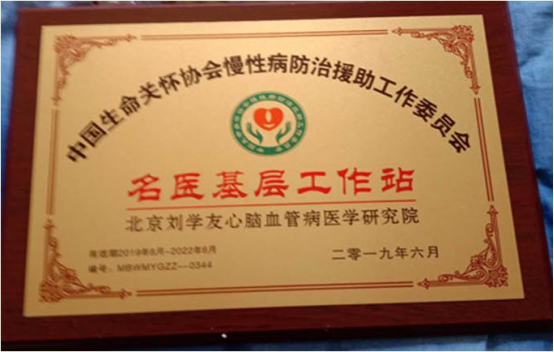 中国生命关怀协会慢性病防治援助工作委员会
名医基层工作站
北京刘学友心脑血管病医学研究院
有效期2019年6月-2022年6月
编号：MBWMYGZZ--0344
二零一九年六月